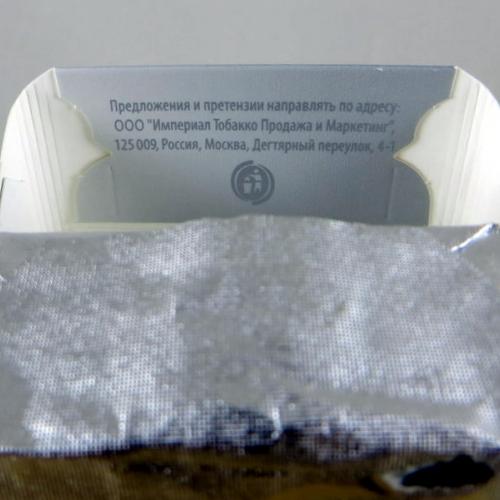 Предложения и претензии направлять по адресу:
ООО "Империал Тобакко Продажа и Маркетинг",
125 009, Россия, Москва, Дегтярный переулок, 4-1